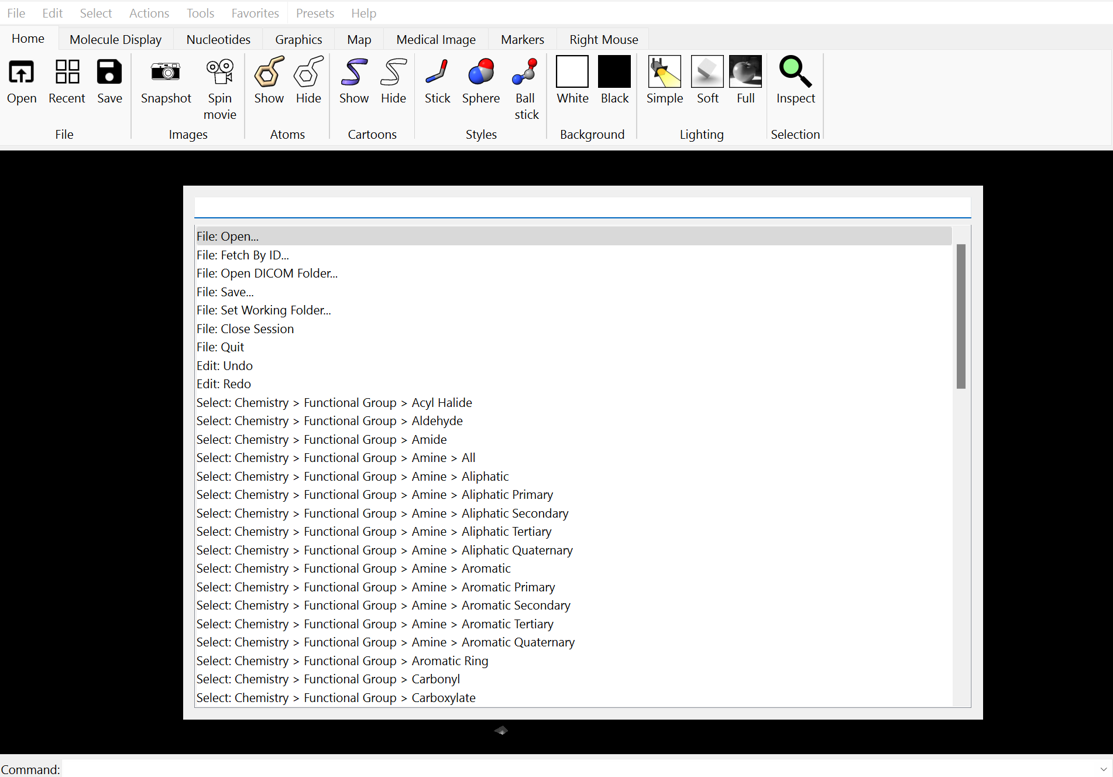 File Edit Select Actions Tools Favorites Presets Help
Home Molecule Display Nucleotides Graphics Map Medical Image Markers Right Mouse
Open Recent Save Snapshot Spin movie Show Hide Show Hide Stick Sphere Ball stick White Black Simple Soft Full Inspect
File Images Atoms Cartoons Styles Background Lighting Selection
File: Open...
File: Fetch By ID...
File: Open DICOM Folder...
File: Save...
File: Set Working Folder...
File: Close Session
File: Quit
Edit: Undo
Edit: Redo
Select: Chemistry > Functional Group > Acyl Halide
Select: Chemistry > Functional Group > Aldehyde
Select: Chemistry > Functional Group > Amide
Select: Chemistry > Functional Group > Amine > All
Select: Chemistry > Functional Group > Amine > Aliphatic
Select: Chemistry > Functional Group > Amine > Aliphatic Primary
Select: Chemistry > Functional Group > Amine > Aliphatic Secondary
Select: Chemistry > Functional Group > Amine > Aliphatic Tertiary
Select: Chemistry > Functional Group > Amine > Aliphatic Quaternary
Select: Chemistry > Functional Group > Amine > Aromatic
Select: Chemistry > Functional Group > Amine > Aromatic Primary
Select: Chemistry > Functional Group > Amine > Aromatic Secondary
Select: Chemistry > Functional Group > Amine > Aromatic Tertiary
Select: Chemistry > Functional Group > Amine > Aromatic Quaternary
Select: Chemistry > Functional Group > Aromatic Ring
Select: Chemistry > Functional Group > Carbonyl
Select: Chemistry > Functional Group > Carboxylate
Command: